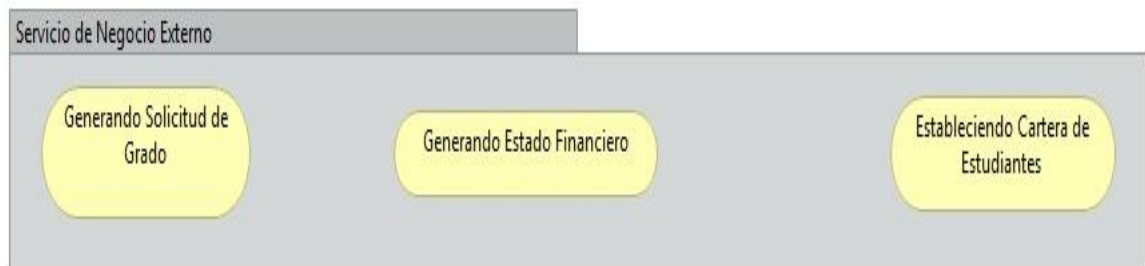 Servicio de Negocio Externo
Generando Solicitud de
Grado
Generando Estado Financiero
Estableciendo Cartera de
Estudiantes